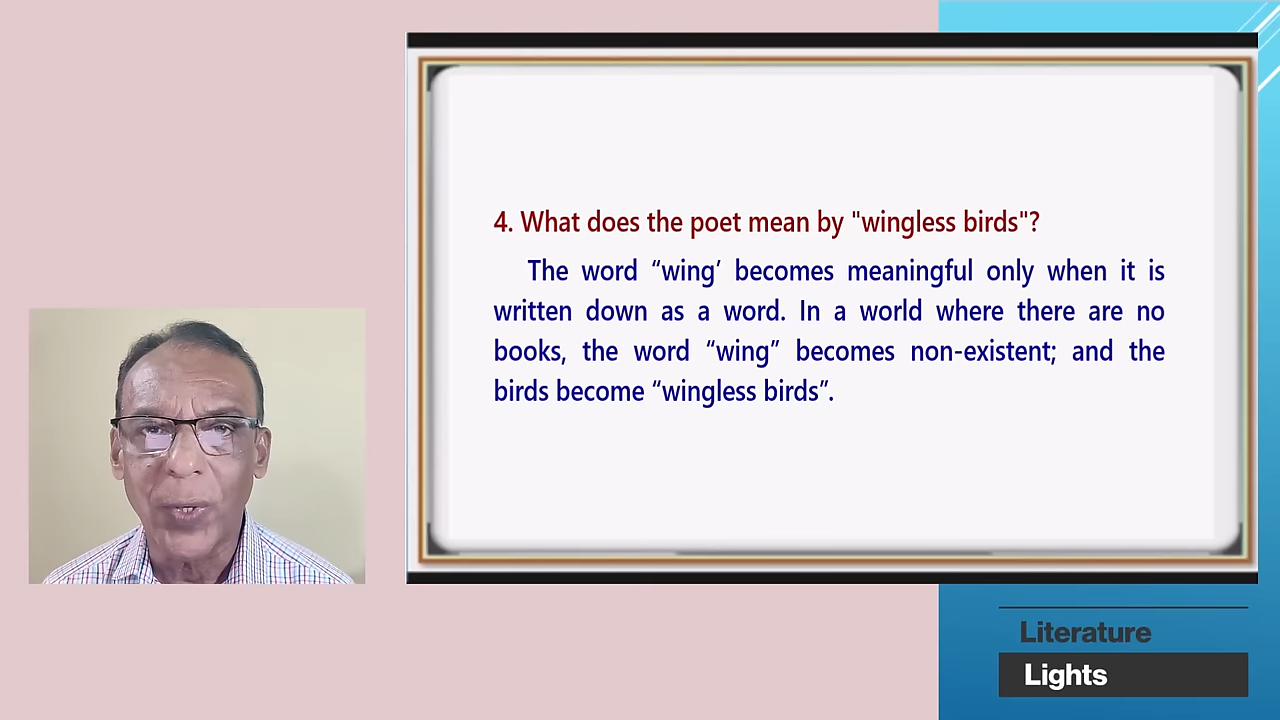 4. What does the poet mean by "wingless birds"?
The word “wing’ becomes meaningful only when it is
written down as a word. In a world where there are no
books, the word “wing” becomes non-existent; and the
birds become “wingless birds”.
Literature
Lights